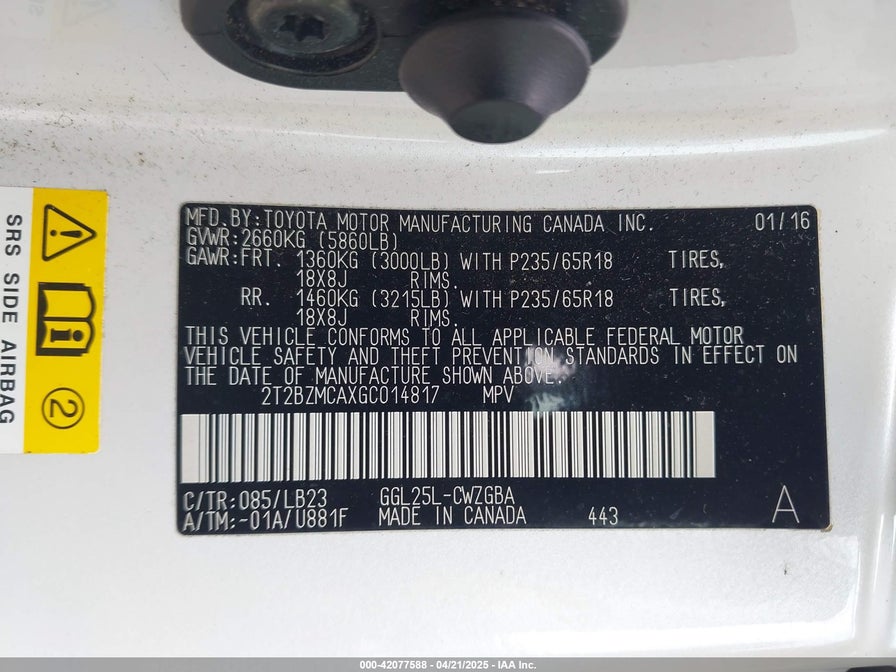 SRS SIDE AIRBAG
2
MFD.BY:TOYOTA MOTOR MANUFACTURING CANADA INC. 01/16
GVWR:2660KG (5860LB)
GAWR:FRT. 1360KG (3000LB) WITH P235/65R18 TIRES,
18X8J RIMS.
RR. 1460KG (3215LB) WITH P235/65R18 TIRES,
18X8J RIMS.
THIS VEHICLE CONFORMS TO ALL APPLICABLE FEDERAL MOTOR
VEHICLE SAFETY AND THEFT PREVENTION STANDARDS IN EFFECT ON
THE DATE OF MANUFACTURE SHOWN ABOVE.
2T2BZMCAXGC014817 MPV
C/TR:085/LB23 GGL25L-CWZGBA
A/TM:-01A/U881F MADE IN CANADA 443 A
000-42077588 - 04/21/2025 - IAA Inc.